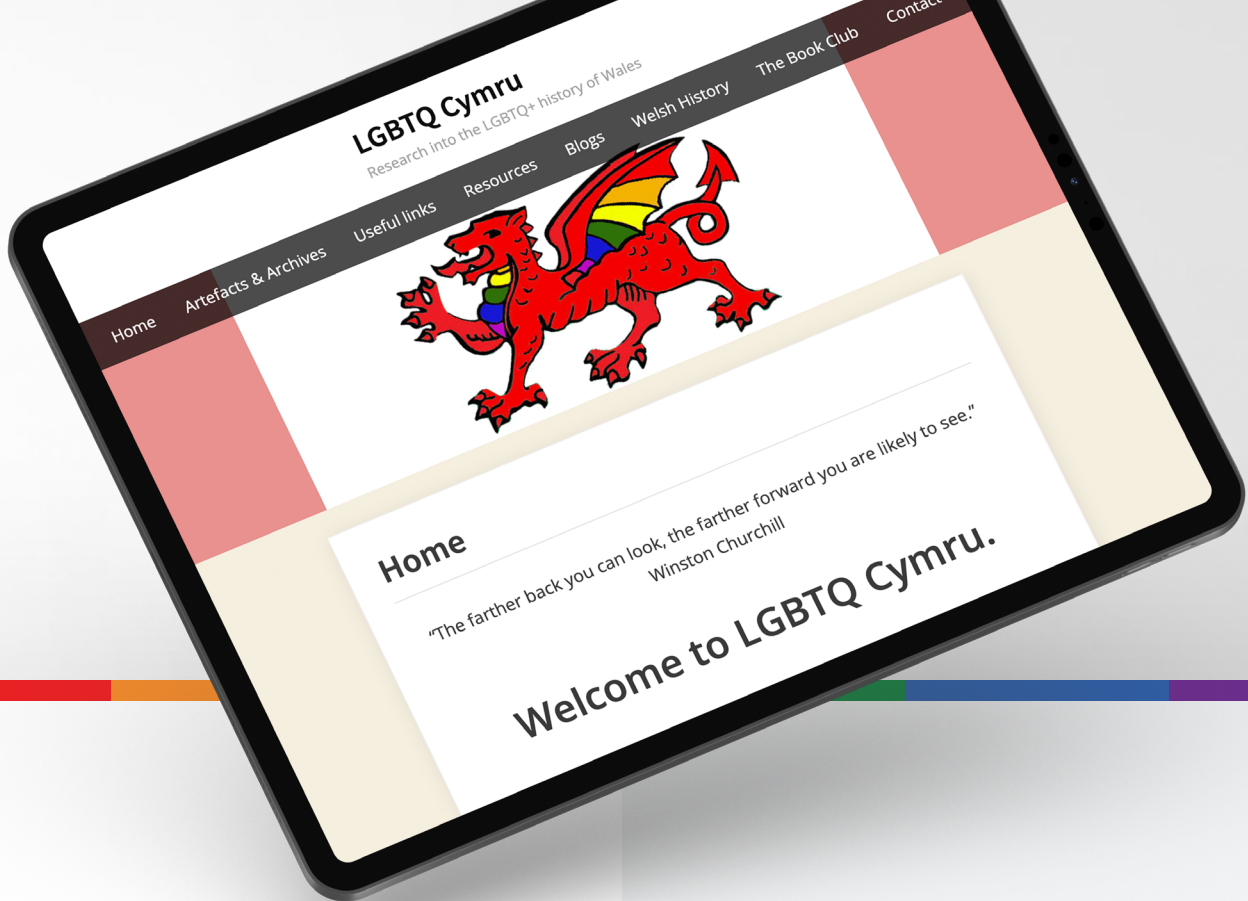 LGBTQ Cymru
Research into the LGBTQ+ history of Wales
Home Artefacts & Archives Useful links Resources Blogs Welsh History The Book Club Contact
Home
“The farther back you can look, the farther forward you are likely to see.”
Winston Churchill
Welcome to LGBTQ Cymru.